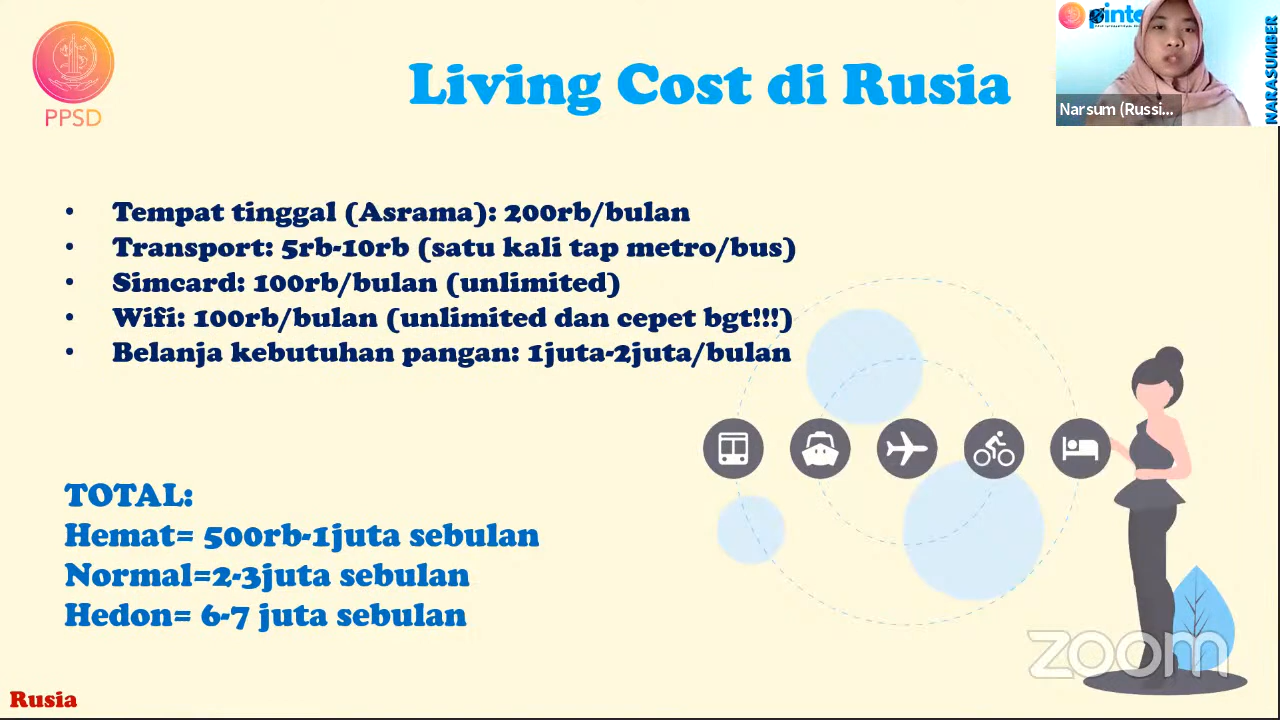 PPSD
Living Cost di Rusia
Narsum (Russi...
NARASUMBER
• Tempat tinggal (Asrama): 200rb/bulan
• Transport: 5rb-10rb (satu kali tap metro/bus)
• Simcard: 100rb/bulan (unlimited)
• Wifi: 100rb/bulan (unlimited dan cepet bgt!!!)
• Belanja kebutuhan pangan: 1juta-2juta/bulan
TOTAL:
Hemat= 500rb-1juta sebulan
Normal=2-3juta sebulan
Hedon= 6-7 juta sebulan
zoom
Rusia